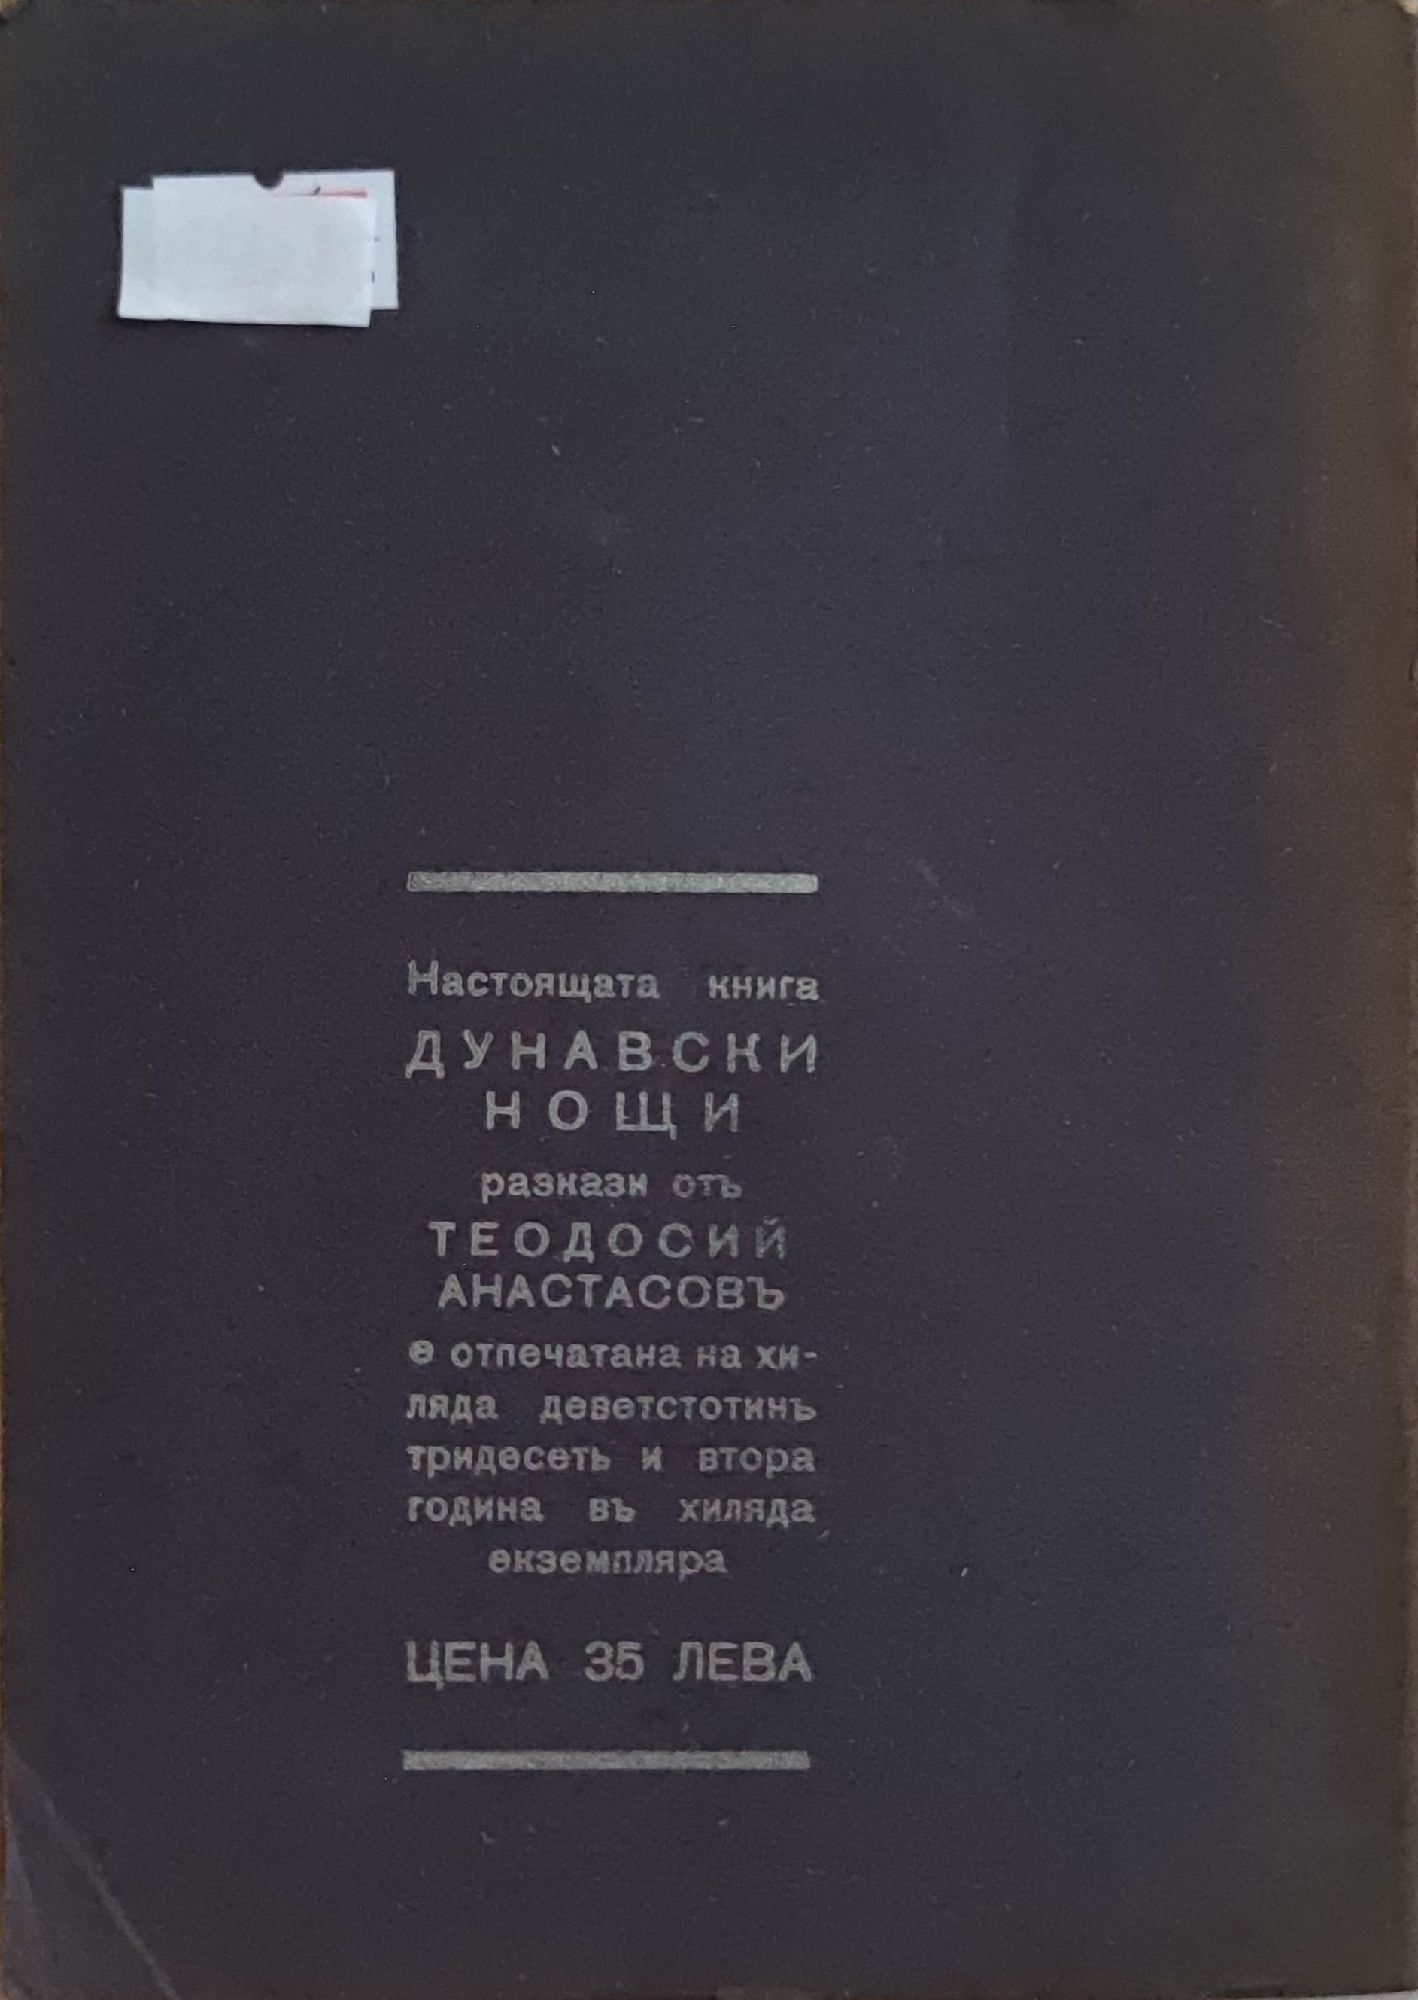 Настоящата книга
ДУНАВСКИ
НОЩИ
разкази отъ
ТЕОДОСИЙ
АНАСТАСОВЪ
е отпечатана на хи-
ляда деветстотинъ
тридесеть и втора
година въ хиляда
екземпляра
ЦЕНА 35 ЛЕВА